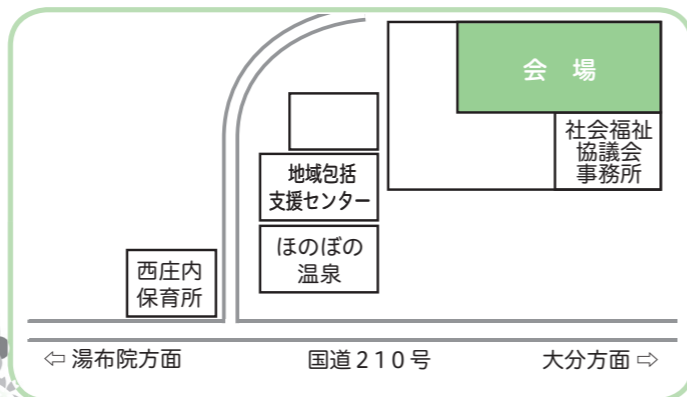 会 場
社会福祉
協議会
事務所
地域包括
支援センター
ほのぼの
温泉
西庄内
保育所
⇦ 湯布院方面 国道210号 大分方面 ⇨